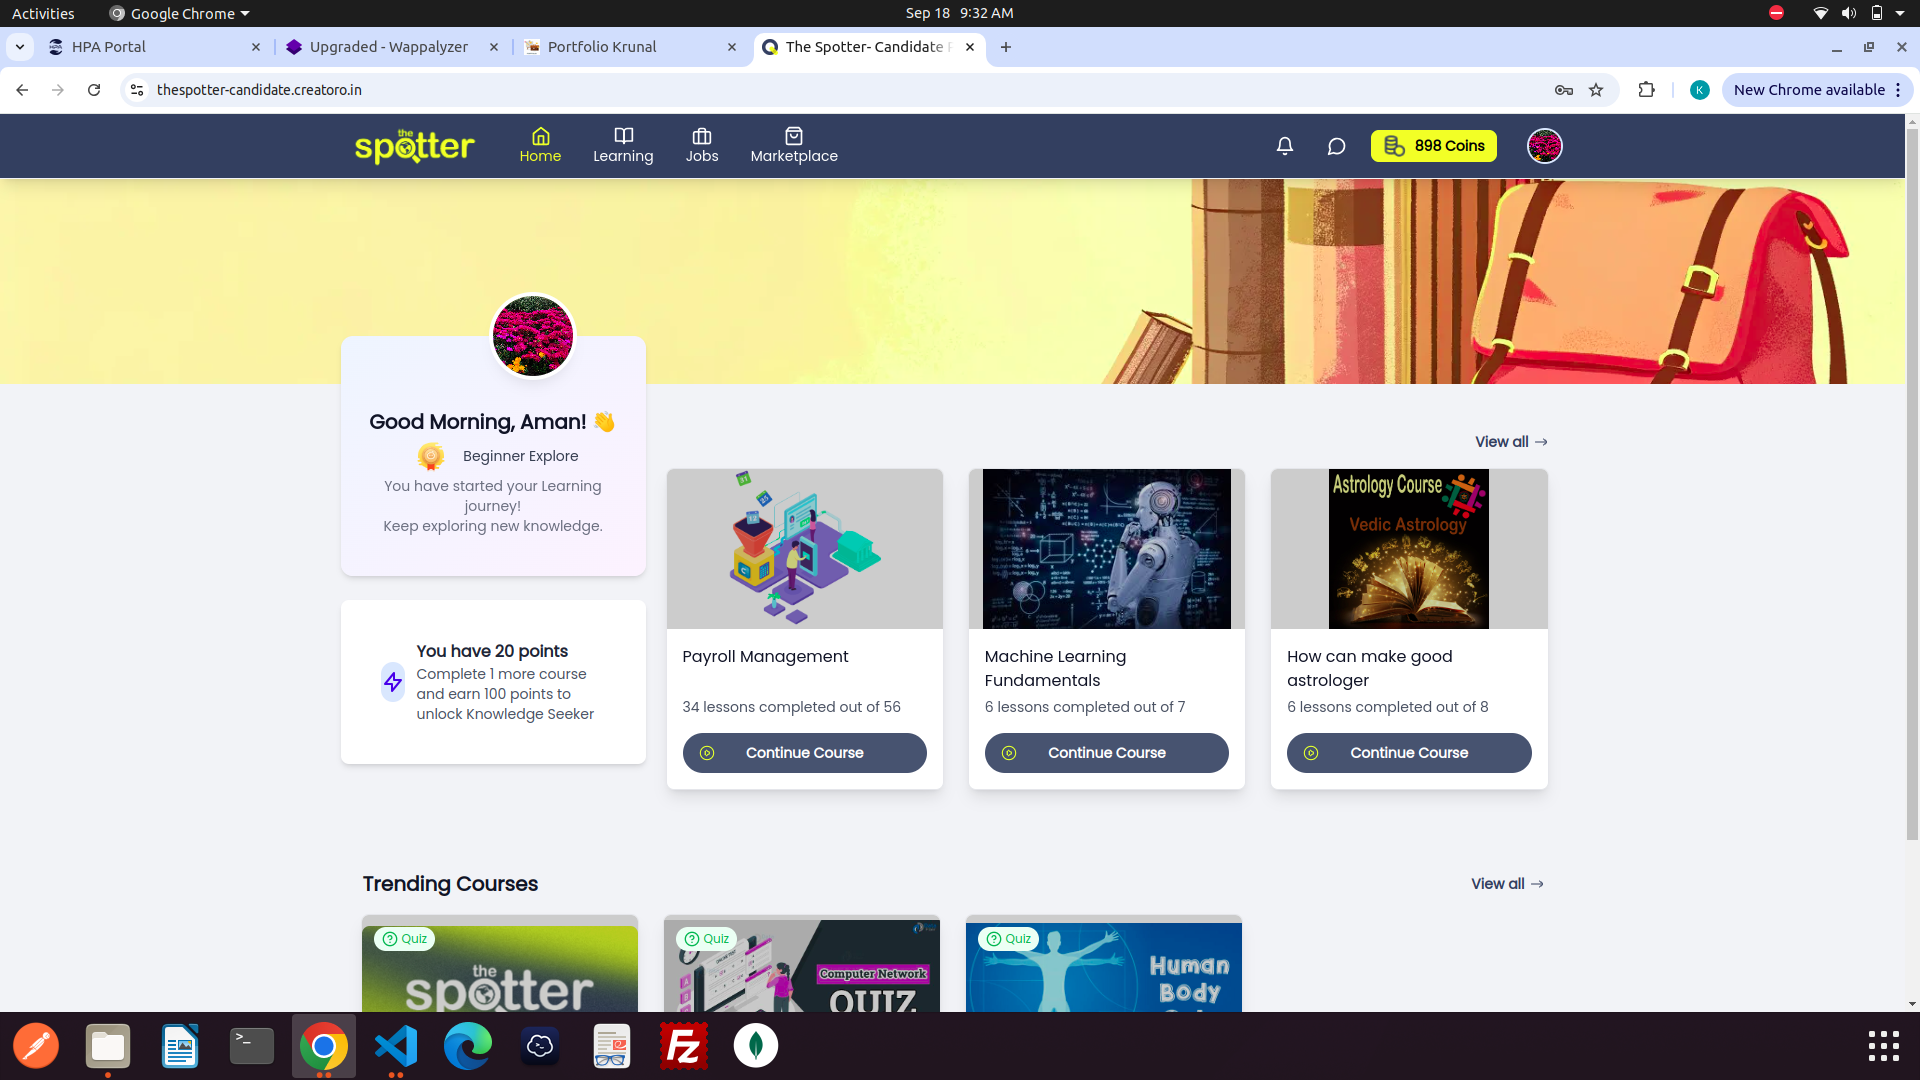 Activities
Google Chrome
Sep 18 9:32 AM
HPA Portal
Upgraded - Wappalyzer
Portfolio Krunal
The Spotter- Candidate
thespotter-candidate.creatoro.in
K
New Chrome available
the
spotter
Home
Learning
Jobs
Marketplace
898 Coins
Good Morning, Aman! 👋
Beginner Explore
You have started your Learning
journey!
Keep exploring new knowledge.
You have 20 points
Complete 1 more course
and earn 100 points to
unlock Knowledge Seeker
View all
Astrology Course
Vedic Astrology
Payroll Management
34 lessons completed out of 56
Continue Course
Machine Learning
Fundamentals
6 lessons completed out of 7
Continue Course
How can make good
astrologer
6 lessons completed out of 8
Continue Course
Trending Courses
View all
Quiz
the
spotter
Quiz
Computer Network
QUIZ
Quiz
Human
Body